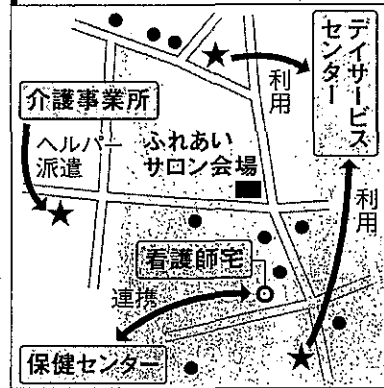 デイサービス
センター
利用
介護事業所
ヘルパー
派遣
ふれあい
サロン会場
利用
看護師宅
連携
保健センター